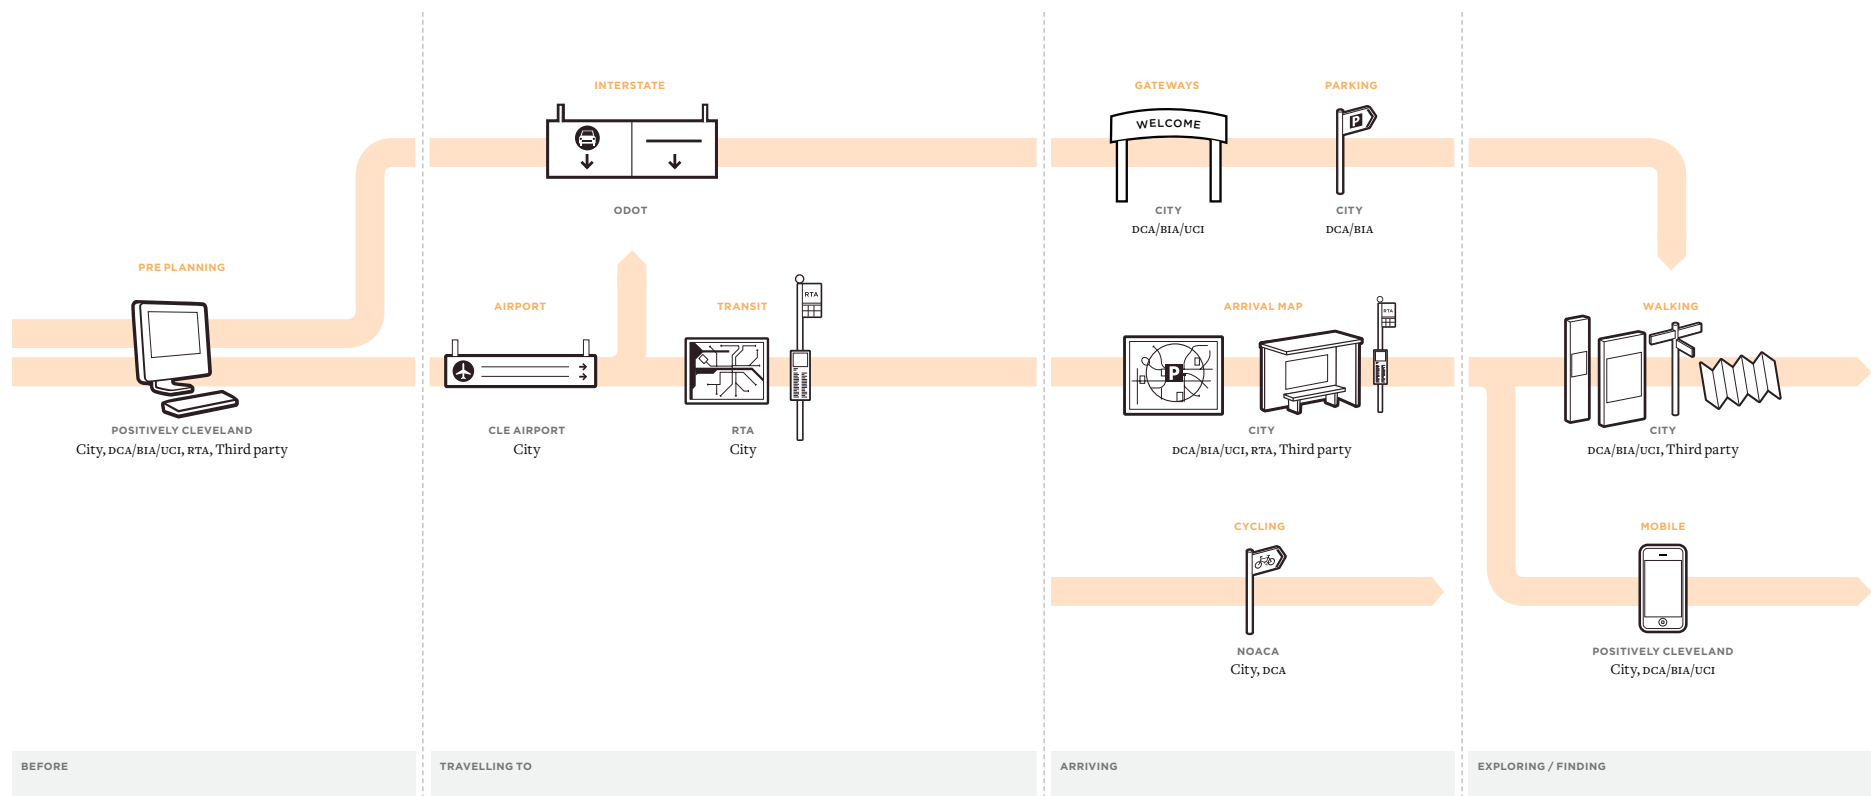 PRE PLANNING
POSITIVELY CLEVELAND
City, DCA/BIA/UCI, RTA, Third party
BEFORE
INTERSTATE
ODOT
AIRPORT
CLE AIRPORT
City
TRANSIT
RTA
RTA
City
TRAVELLING TO
GATEWAYS
WELCOME
CITY
DCA/BIA/UCI
PARKING
P
CITY
DCA/BIA
ARRIVAL MAP
P
RTA
CITY
DCA/BIA/UCI, RTA, Third party
CYCLING
NOACA
City, DCA
ARRIVING
WALKING
CITY
DCA/BIA/UCI, Third party
MOBILE
POSITIVELY CLEVELAND
City, DCA/BIA/UCI
EXPLORING / FINDING